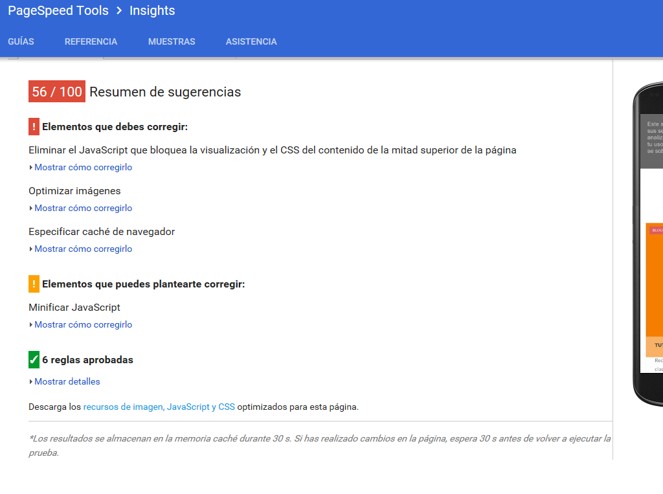 PageSpeed Tools > Insights
GUÍAS REFERENCIA MUESTRAS ASISTENCIA
56 / 100 Resumen de sugerencias
! Elementos que debes corregir:
Eliminar el JavaScript que bloquea la visualización y el CSS del contenido de la mitad superior de la página
Mostrar cómo corregirlo
Optimizar imágenes
Mostrar cómo corregirlo
Especificar caché de navegador
Mostrar cómo corregirlo
! Elementos que puedes plantearte corregir:
Minificar JavaScript
Mostrar cómo corregirlo
✓ 6 reglas aprobadas
Mostrar detalles
Descarga los recursos de imagen, JavaScript y CSS optimizados para esta página.
*Los resultados se almacenan en la memoria caché durante 30 s. Si has realizado cambios en la página, espera 30 s antes de volver a ejecutar la
prueba.